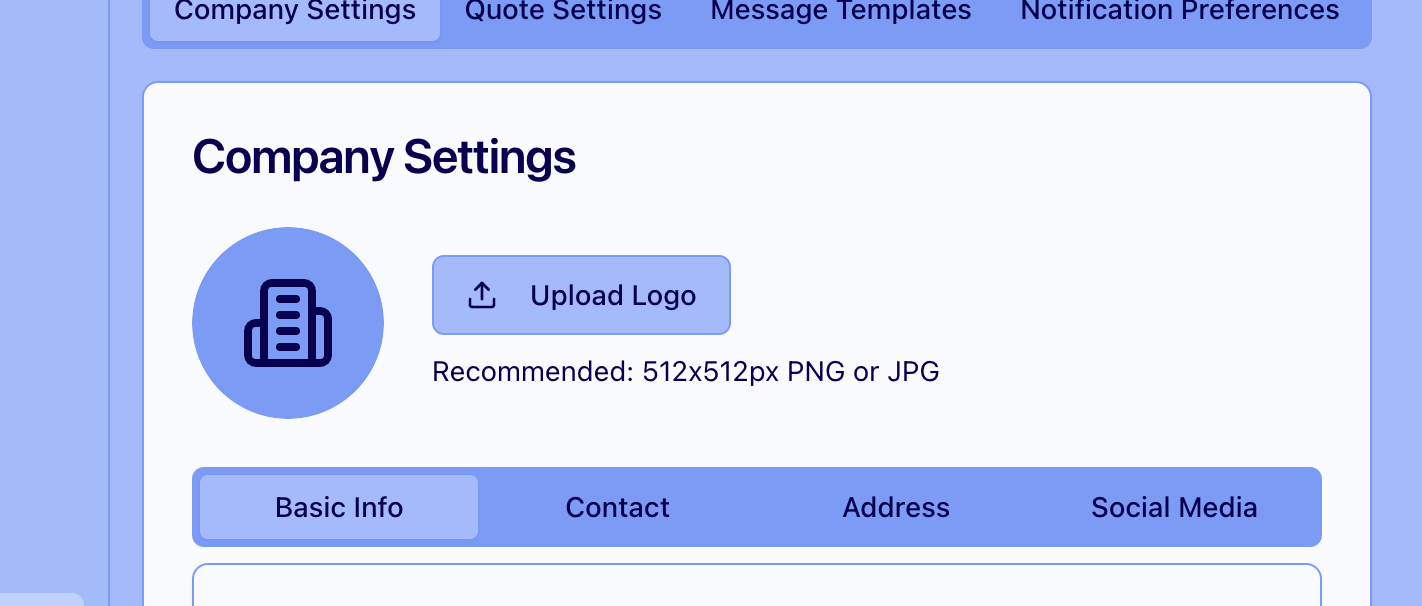 Company Settings Quote Settings Message Templates Notification Preferences
Company Settings
Upload Logo
Recommended: 512x512px PNG or JPG
Basic Info Contact Address Social Media